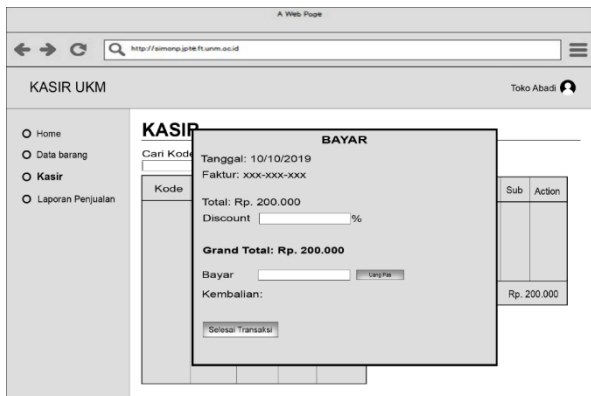 A Web Page
http://simonp.jpte.ft.unm.ac.id
KASIR UKM
Toko Abadi
Home
Data barang
Kasir
Laporan Penjualan
KASIR
Cari Kode
Kode
Sub
Action
Rp. 200.000
BAYAR
Tanggal: 10/10/2019
Faktur: xxx-xxx-xxx
Total: Rp. 200.000
Discount %
Grand Total: Rp. 200.000
Bayar Uang Pas
Kembalian:
Selesai Transaksi